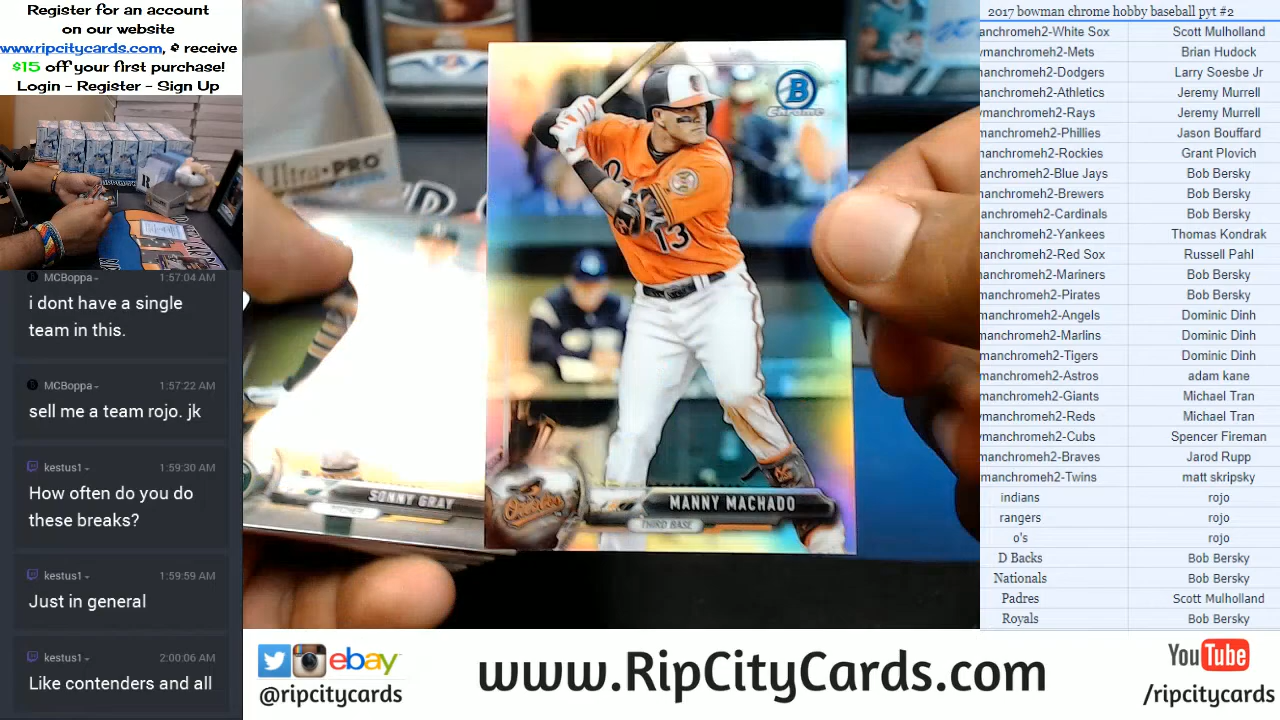 Register for an account
on our website
www.ripcitycards.com, & receive
$15 off your first purchase!
Login - Register - Sign Up
MCBoppa
1:57:04 AM
i dont have a single
team in this.
MCBoppa
1:57:22 AM
sell me a team rojo. jk
kestus1
1:59:30 AM
How often do you do
these breaks?
kestus1
1:59:59 AM
Just in general
kestus1
2:00:06 AM
Like contenders and all
Ultra·PRO
B
Chrome
13
Orioles
MANNY MACHADO
THIRD BASE
SONNY GRAY
PITCHER
2017 bowman chrome hobby baseball pyt #2
anchromeh2-White Sox Scott Mulholland
manchromeh2-Mets Brian Hudock
manchromeh2-Dodgers Larry Soesbe Jr
manchromeh2-Athletics Jeremy Murrell
manchromeh2-Rays Jeremy Murrell
manchromeh2-Phillies Jason Bouffard
manchromeh2-Rockies Grant Plovich
manchromeh2-Blue Jays Bob Bersky
manchromeh2-Brewers Bob Bersky
anchromeh2-Cardinals Bob Bersky
manchromeh2-Yankees Thomas Kondrak
manchromeh2-Red Sox Russell Pahl
manchromeh2-Mariners Bob Bersky
manchromeh2-Pirates Bob Bersky
manchromeh2-Angels Dominic Dinh
manchromeh2-Marlins Dominic Dinh
manchromeh2-Tigers Dominic Dinh
manchromeh2-Astros adam kane
manchromeh2-Giants Michael Tran
manchromeh2-Reds Michael Tran
manchromeh2-Cubs Spencer Fireman
manchromeh2-Braves Jarod Rupp
manchromeh2-Twins matt skripsky
indians rojo
rangers rojo
o's rojo
D Backs Bob Bersky
Nationals Bob Bersky
Padres Scott Mulholland
Royals Bob Bersky
ebay
@ripcitycards
www.RipCityCards.com
YouTube
/ripcitycards